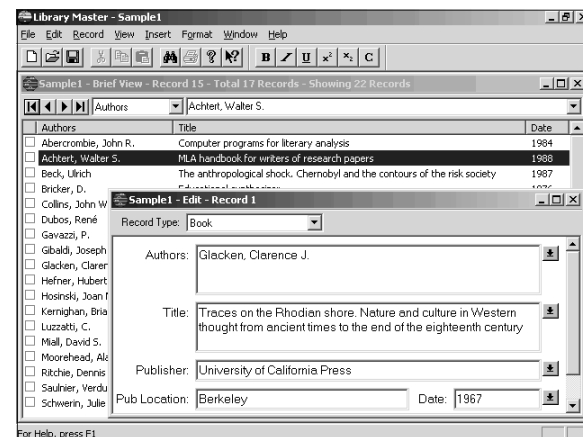 Library Master - Sample1
File Edit Record View Insert Format Window Help
B I U x² x₂ C
Sample1 - Brief View - Record 15 - Total 17 Records - Showing 22 Records
Authors Achtert, Walter S.
Authors Title Date
Abercrombie, John R. Computer programs for literary analysis 1984
Achtert, Walter S. MLA handbook for writers of research papers 1988
Beck, Ulrich The anthropological shock. Chernobyl and the contours of the risk society 1987
Bricker, D.
Collins, John W
Dubos, René
Gavazzi, P.
Gibaldi, Joseph
Glacken, Claren
Hefner, Hubert
Hosinski, Joan
Kernighan, Bria
Luzzatti, C.
Miall, David S.
Moorehead, Ala
Ritchie, Dennis
Saulnier, Verdu
Schwerin, Julie
Sample1 - Edit - Record 1
Record Type: Book
Authors: Glacken, Clarence J.
Title: Traces on the Rhodian shore. Nature and culture in Western
thought from ancient times to the end of the eighteenth century
Publisher: University of California Press
Pub Location: Berkeley Date: 1967
For Help, press F1